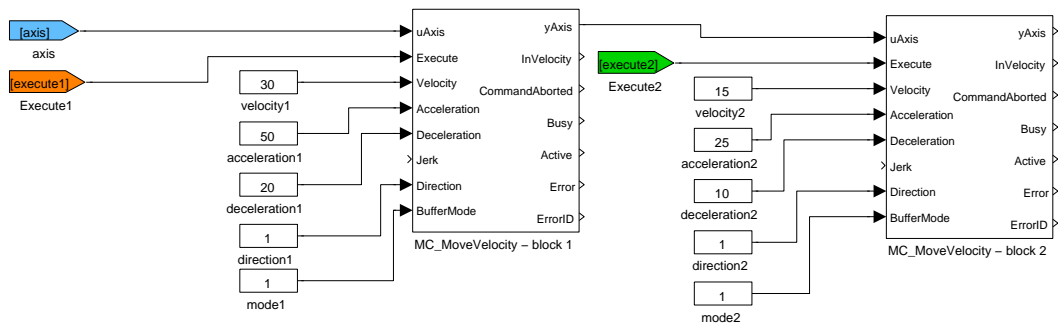 [axis]
axis
[execute1]
Execute1
30
velocity1
50
acceleration1
20
deceleration1
1
direction1
1
mode1
uAxis
Execute
Velocity
Acceleration
Deceleration
Jerk
Direction
BufferMode
yAxis
InVelocity
CommandAborted
Busy
Active
Error
ErrorID
MC_MoveVelocity – block 1
[execute2]
Execute2
15
velocity2
25
acceleration2
10
deceleration2
1
direction2
1
mode2
uAxis
Execute
Velocity
Acceleration
Deceleration
Jerk
Direction
BufferMode
yAxis
InVelocity
CommandAborted
Busy
Active
Error
ErrorID
MC_MoveVelocity – block 2